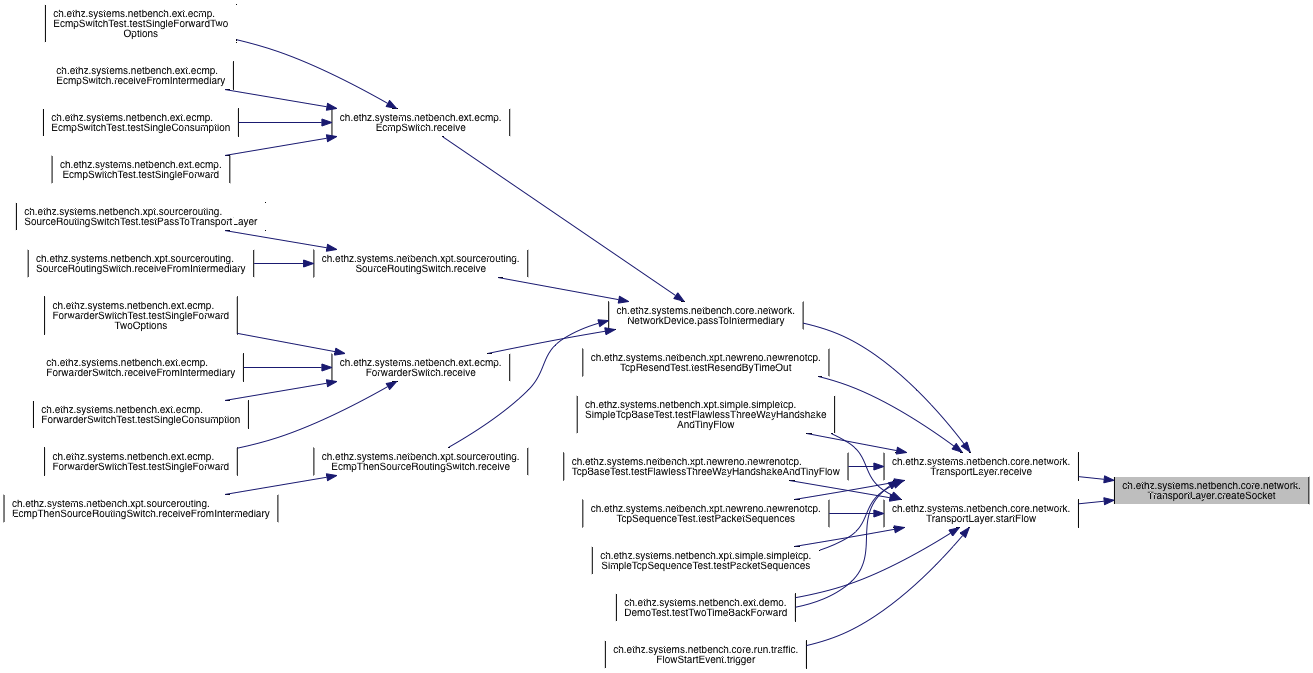 ch.ethz.systems.netbench.ext.ecmp.
EcmpSwitchTest.testSingleForwardTwo
Options
ch.ethz.systems.netbench.ext.ecmp.
EcmpSwitch.receiveFromIntermediary
ch.ethz.systems.netbench.ext.ecmp.
EcmpSwitchTest.testSingleConsumption
ch.ethz.systems.netbench.ext.ecmp.
EcmpSwitchTest.testSingleForward
ch.ethz.systems.netbench.ext.ecmp.
EcmpSwitch.receive
ch.ethz.systems.netbench.xpt.sourcerouting.
SourceRoutingSwitchTest.testPassToTransportLayer
ch.ethz.systems.netbench.xpt.sourcerouting.
SourceRoutingSwitch.receiveFromIntermediary
ch.ethz.systems.netbench.xpt.sourcerouting.
SourceRoutingSwitch.receive
ch.ethz.systems.netbench.ext.ecmp.
ForwarderSwitchTest.testSingleForward
TwoOptions
ch.ethz.systems.netbench.ext.ecmp.
ForwarderSwitch.receiveFromIntermediary
ch.ethz.systems.netbench.ext.ecmp.
ForwarderSwitchTest.testSingleConsumption
ch.ethz.systems.netbench.ext.ecmp.
ForwarderSwitchTest.testSingleForward
ch.ethz.systems.netbench.ext.ecmp.
ForwarderSwitch.receive
ch.ethz.systems.netbench.xpt.sourcerouting.
EcmpThenSourceRoutingSwitch.receiveFromIntermediary
ch.ethz.systems.netbench.xpt.sourcerouting.
EcmpThenSourceRoutingSwitch.receive
ch.ethz.systems.netbench.core.network.
NetworkDevice.passToIntermediary
ch.ethz.systems.netbench.xpt.newreno.newrenotcp.
TcpResendTest.testResendByTimeOut
ch.ethz.systems.netbench.xpt.simple.simpletcp.
SimpleTcpBaseTest.testFlawlessThreeWayHandshake
AndTinyFlow
ch.ethz.systems.netbench.xpt.newreno.newrenotcp.
TcpBaseTest.testFlawlessThreeWayHandshakeAndTinyFlow
ch.ethz.systems.netbench.xpt.newreno.newrenotcp.
TcpSequenceTest.testPacketSequences
ch.ethz.systems.netbench.xpt.simple.simpletcp.
SimpleTcpSequenceTest.testPacketSequences
ch.ethz.systems.netbench.ext.demo.
DemoTest.testTwoTimeBackForward
ch.ethz.systems.netbench.core.run.traffic.
FlowStartEvent.trigger
ch.ethz.systems.netbench.core.network.
TransportLayer.receive
ch.ethz.systems.netbench.core.network.
TransportLayer.startFlow
ch.ethz.systems.netbench.core.network.
TransportLayer.createSocket